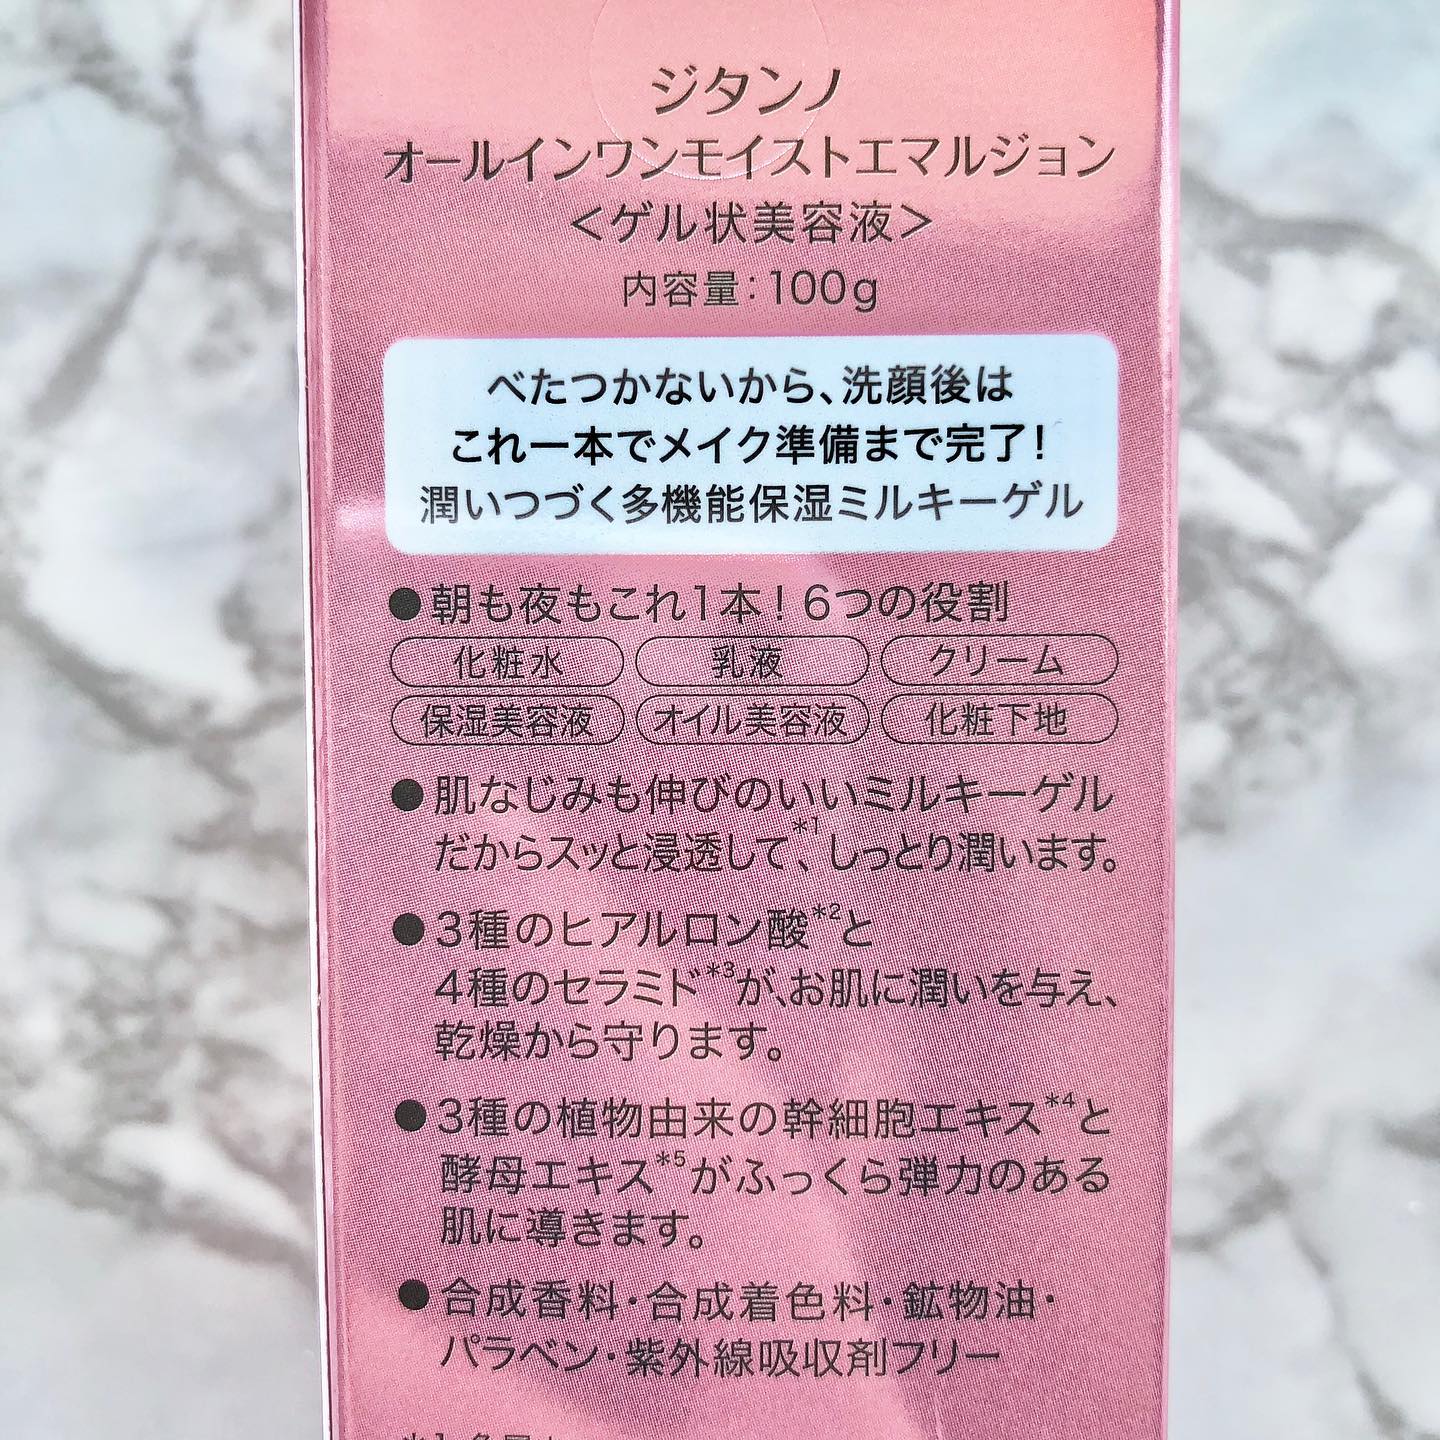 ジタンノ
オールインワンモイストエマルジョン
＜ゲル状美容液＞
内容量：100g
べたつかないから、洗顔後は
これ一本でメイク準備まで完了！
潤いつづく多機能保湿ミルキーゲル
●朝も夜もこれ1本！6つの役割
化粧水 乳液 クリーム
保湿美容液 オイル美容液 化粧下地
●肌なじみも伸びのいいミルキーゲル
だからスッと浸透して*1、しっとり潤います。
●3種のヒアルロン酸*2と
4種のセラミド*3が、お肌に潤いを与え、
乾燥から守ります。
●3種の植物由来の幹細胞エキス*4と
酵母エキス*5がふっくら弾力のある
肌に導きます。
●合成香料・合成着色料・鉱物油・
パラベン・紫外線吸収剤フリー